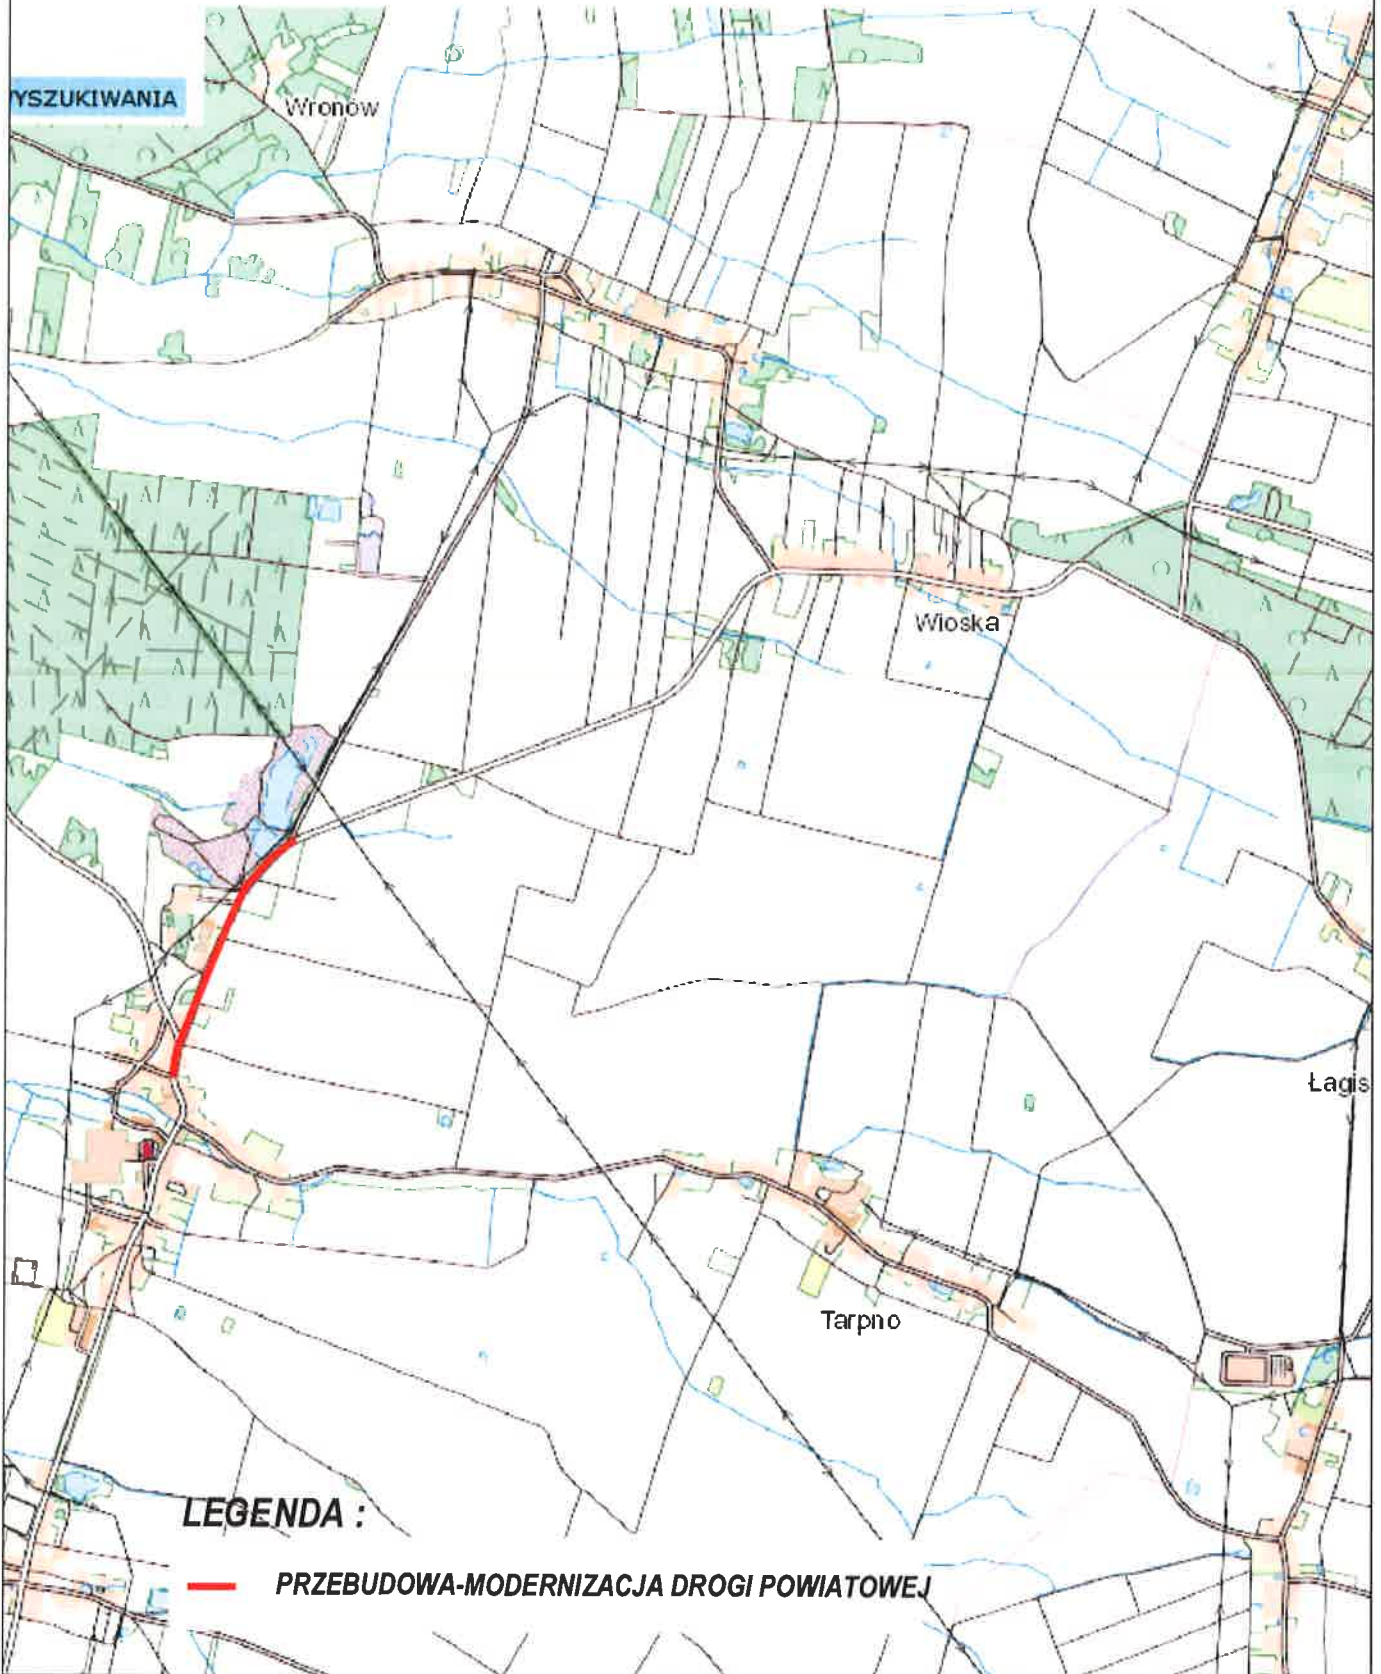 YSZUKIWANIA
Wronów
Wioska
Łagis
Tarpno
LEGENDA :
PRZEBUDOWA-MODERNIZACJA DROGI POWIATOWEJ